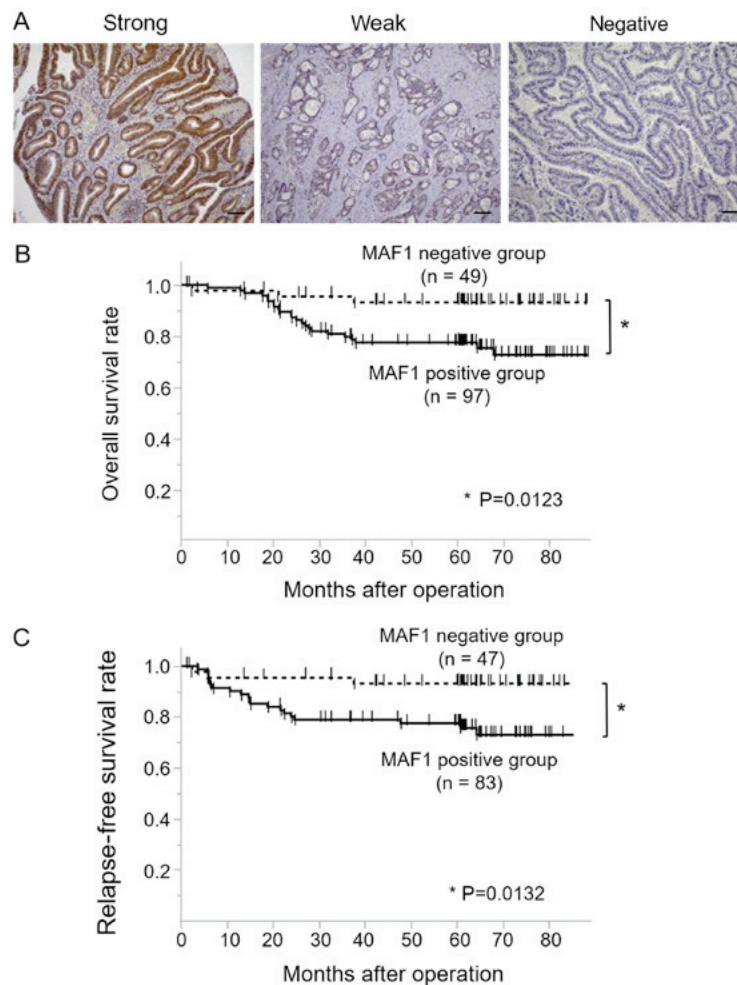 A
Strong
Weak
Negative
B
MAF1 negative group
(n = 49)
1.0
0.8
0.6
0.4
0.2
Overall survival rate
*
MAF1 positive group
(n = 97)
* P=0.0123
0 10 20 30 40 50 60 70 80
Months after operation
C
MAF1 negative group
(n = 47)
1.0
0.8
0.6
0.4
0.2
Relapse-free survival rate
*
MAF1 positive group
(n = 83)
* P=0.0132
0 10 20 30 40 50 60 70 80
Months after operation